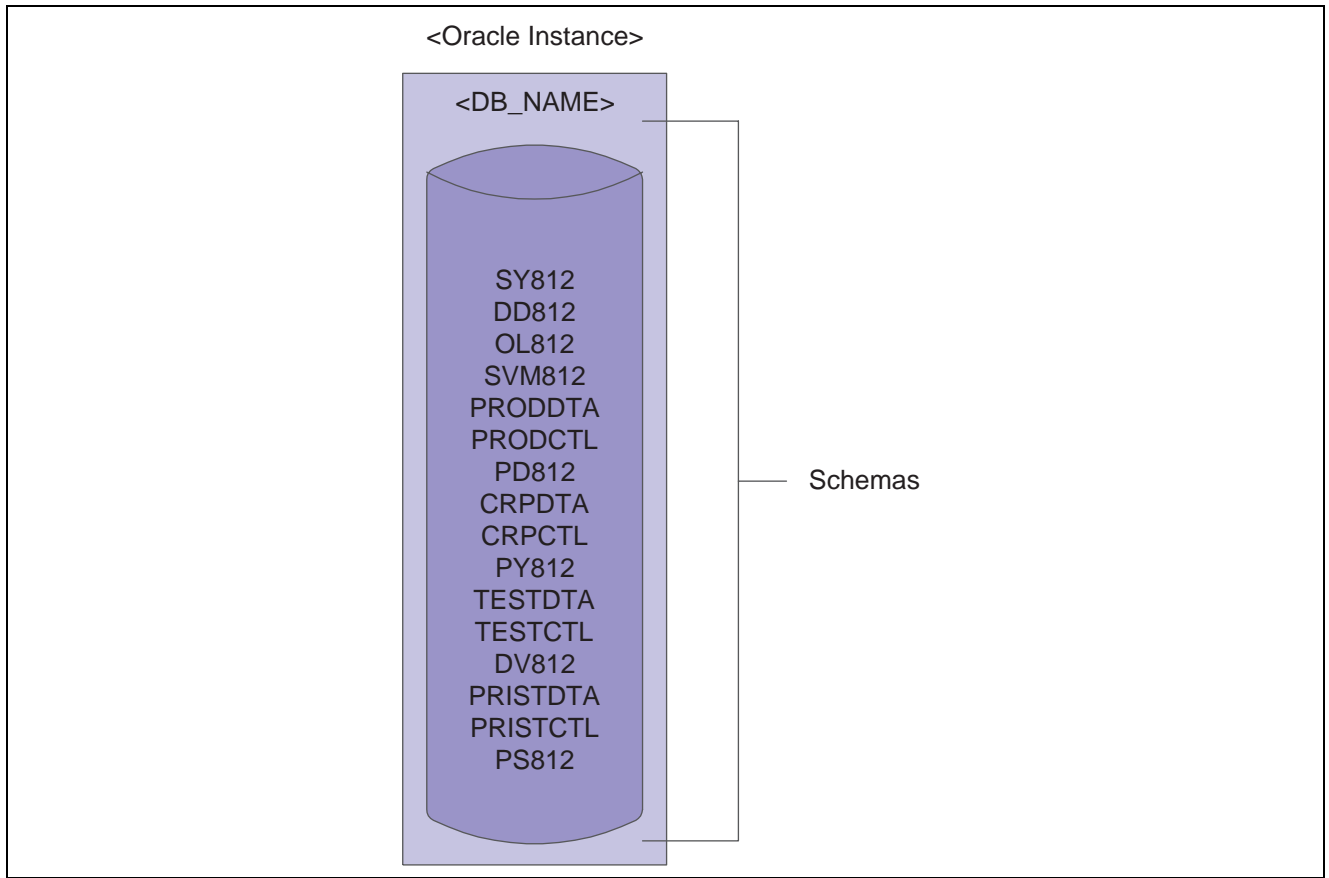 <Oracle Instance>
<DB_NAME>
SY812
DD812
OL812
SVM812
PRODDTA
PRODCTL
PD812
CRPDTA
CRPCTL
PY812
TESTDTA
TESTCTL
DV812
PRISTDTA
PRISTCTL
PS812
Schemas